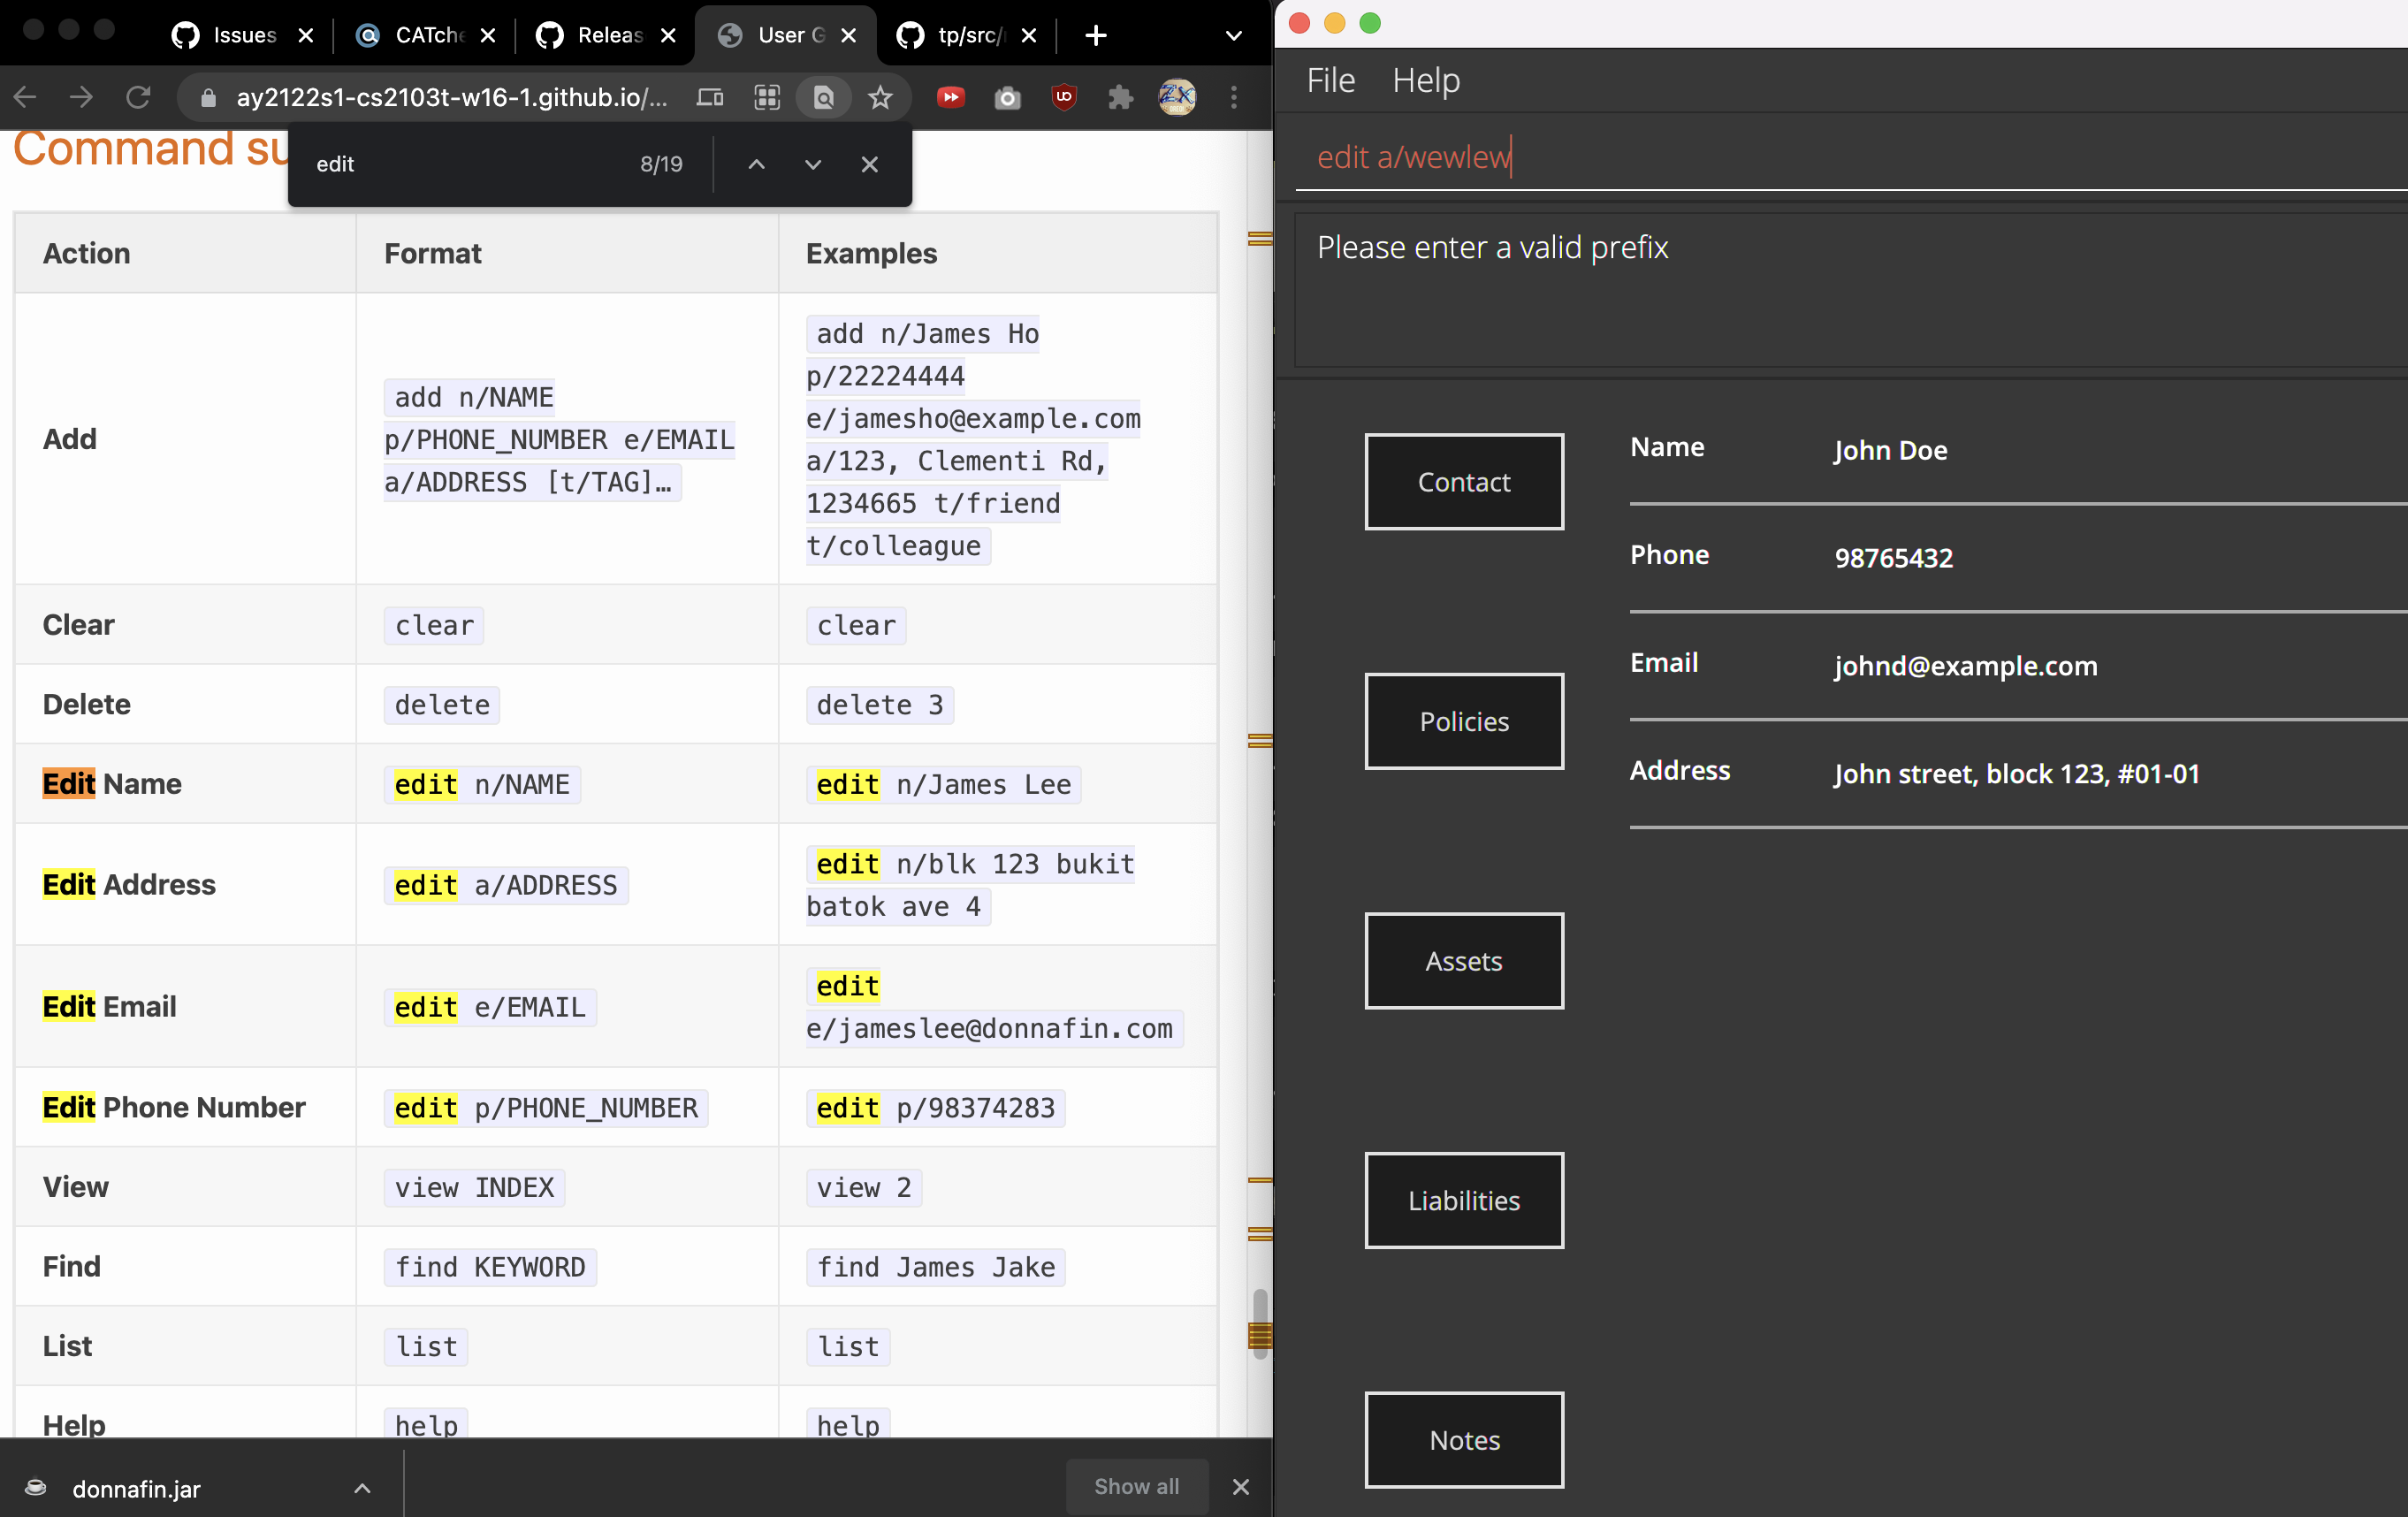 Issues
CATche
Releas
User G
tp/src/
ay2122s1-cs2103t-w16-1.github.io/...
Command su
edit
8/19
Action Format Examples
Add
add n/NAME
p/PHONE_NUMBER e/EMAIL
a/ADDRESS [t/TAG]…
add n/James Ho
p/22224444
e/jamesho@example.com
a/123, Clementi Rd,
1234665 t/friend
t/colleague
Clear clear clear
Delete delete delete 3
Edit Name edit n/NAME edit n/James Lee
Edit Address edit a/ADDRESS
edit n/blk 123 bukit
batok ave 4
Edit Email edit e/EMAIL
edit
e/jameslee@donnafin.com
Edit Phone Number edit p/PHONE_NUMBER edit p/98374283
View view INDEX view 2
Find find KEYWORD find James Jake
List list list
Help help help
donnafin.jar
Show all
File Help
edit a/wewlew
Please enter a valid prefix
Contact
Policies
Assets
Liabilities
Notes
Name John Doe
Phone 98765432
Email johnd@example.com
Address John street, block 123, #01-01